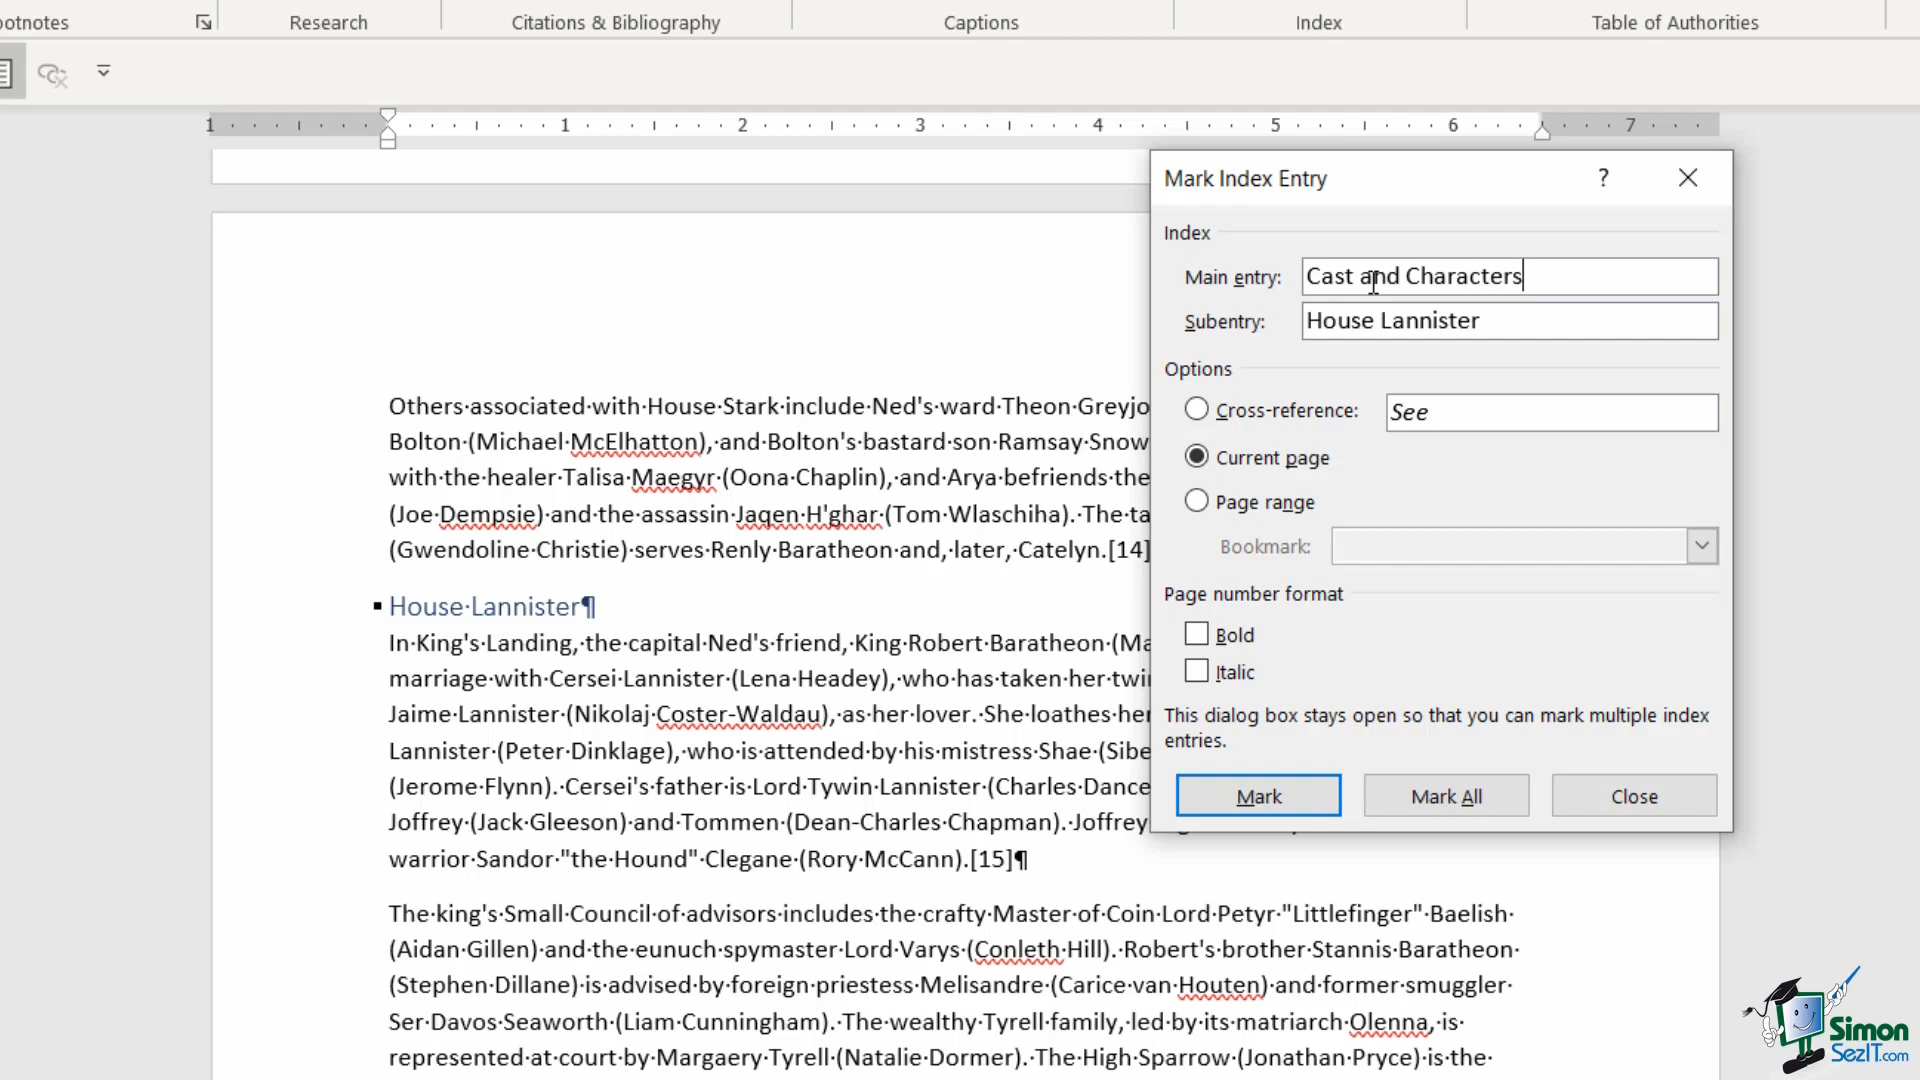 ootnotes
Research
Citations & Bibliography
Captions
Index
Table of Authorities
1 1 2 3 4 5 6 7
Mark Index Entry
?
Index
Main entry: Cast and Characters
Subentry: House Lannister
Options
Cross-reference: See
Current page
Page range
Bookmark:
Page number format
Bold
Italic
This dialog box stays open so that you can mark multiple index
entries.
Mark
Mark All
Close
Others·associated·with·House·Stark·include·Ned's·ward·Theon·Greyjo
Bolton·(Michael·McElhatton),·and·Bolton's·bastard·son·Ramsay·Snow
with·the·healer·Talisa·Maegyr·(Oona·Chaplin),·and·Arya·befriends·the
(Joe·Dempsie)·and·the·assassin·Jaqen·H'ghar·(Tom·Wlaschiha).·The·ta
(Gwendoline·Christie)·serves·Renly·Baratheon·and,·later,·Catelyn.[14]
House·Lannister¶
In·King's·Landing,·the·capital·Ned's·friend,·King·Robert·Baratheon·(Ma
marriage·with·Cersei·Lannister·(Lena·Headey),·who·has·taken·her·twi
Jaime·Lannister·(Nikolaj·Coster-Waldau),·as·her·lover.·She·loathes·her
Lannister·(Peter·Dinklage),·who·is·attended·by·his·mistress·Shae·(Sibe
(Jerome·Flynn).·Cersei's·father·is·Lord·Tywin·Lannister·(Charles·Dance
Joffrey·(Jack·Gleeson)·and·Tommen·(Dean-Charles·Chapman).·Joffrey
warrior·Sandor·"the·Hound"·Clegane·(Rory·McCann).[15]¶
The·king's·Small·Council·of·advisors·includes·the·crafty·Master·of·Coin·Lord·Petyr·"Littlefinger"·Baelish·
(Aidan·Gillen)·and·the·eunuch·spymaster·Lord·Varys·(Conleth·Hill).·Robert's·brother·Stannis·Baratheon·
(Stephen·Dillane)·is·advised·by·foreign·priestess·Melisandre·(Carice·van·Houten)·and·former·smuggler·
Ser·Davos·Seaworth·(Liam·Cunningham).·The·wealthy·Tyrell·family,·led·by·its·matriarch·Olenna,·is·
represented·at·court·by·Margaery·Tyrell·(Natalie·Dormer).·The·High·Sparrow·(Jonathan·Pryce)·is·the·
Simon
SezIT.com